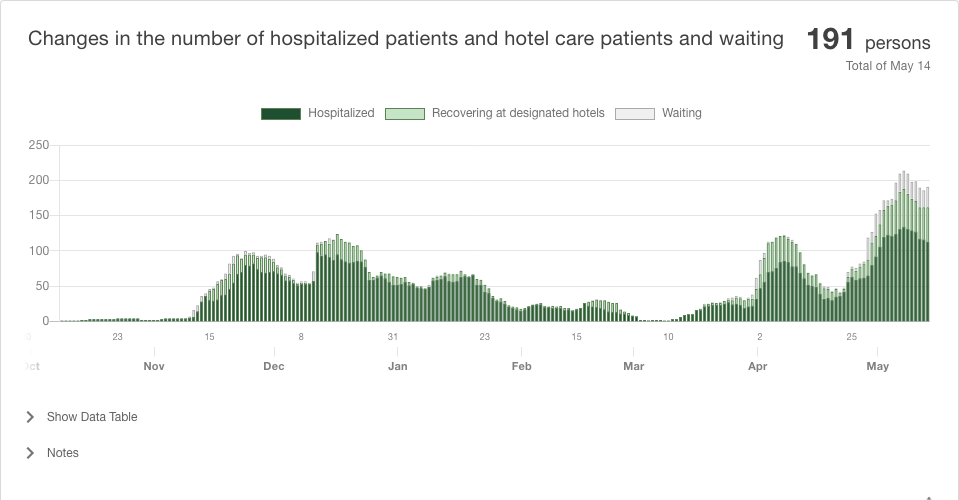 Changes in the number of hospitalized patients and hotel care patients and waiting 191 persons
Total of May 14
Hospitalized Recovering at designated hotels Waiting
250
200
150
100
50
0
23 15 8 31 23 15 10 2 25
Nov Dec Jan Feb Mar Apr May
Show Data Table
Notes